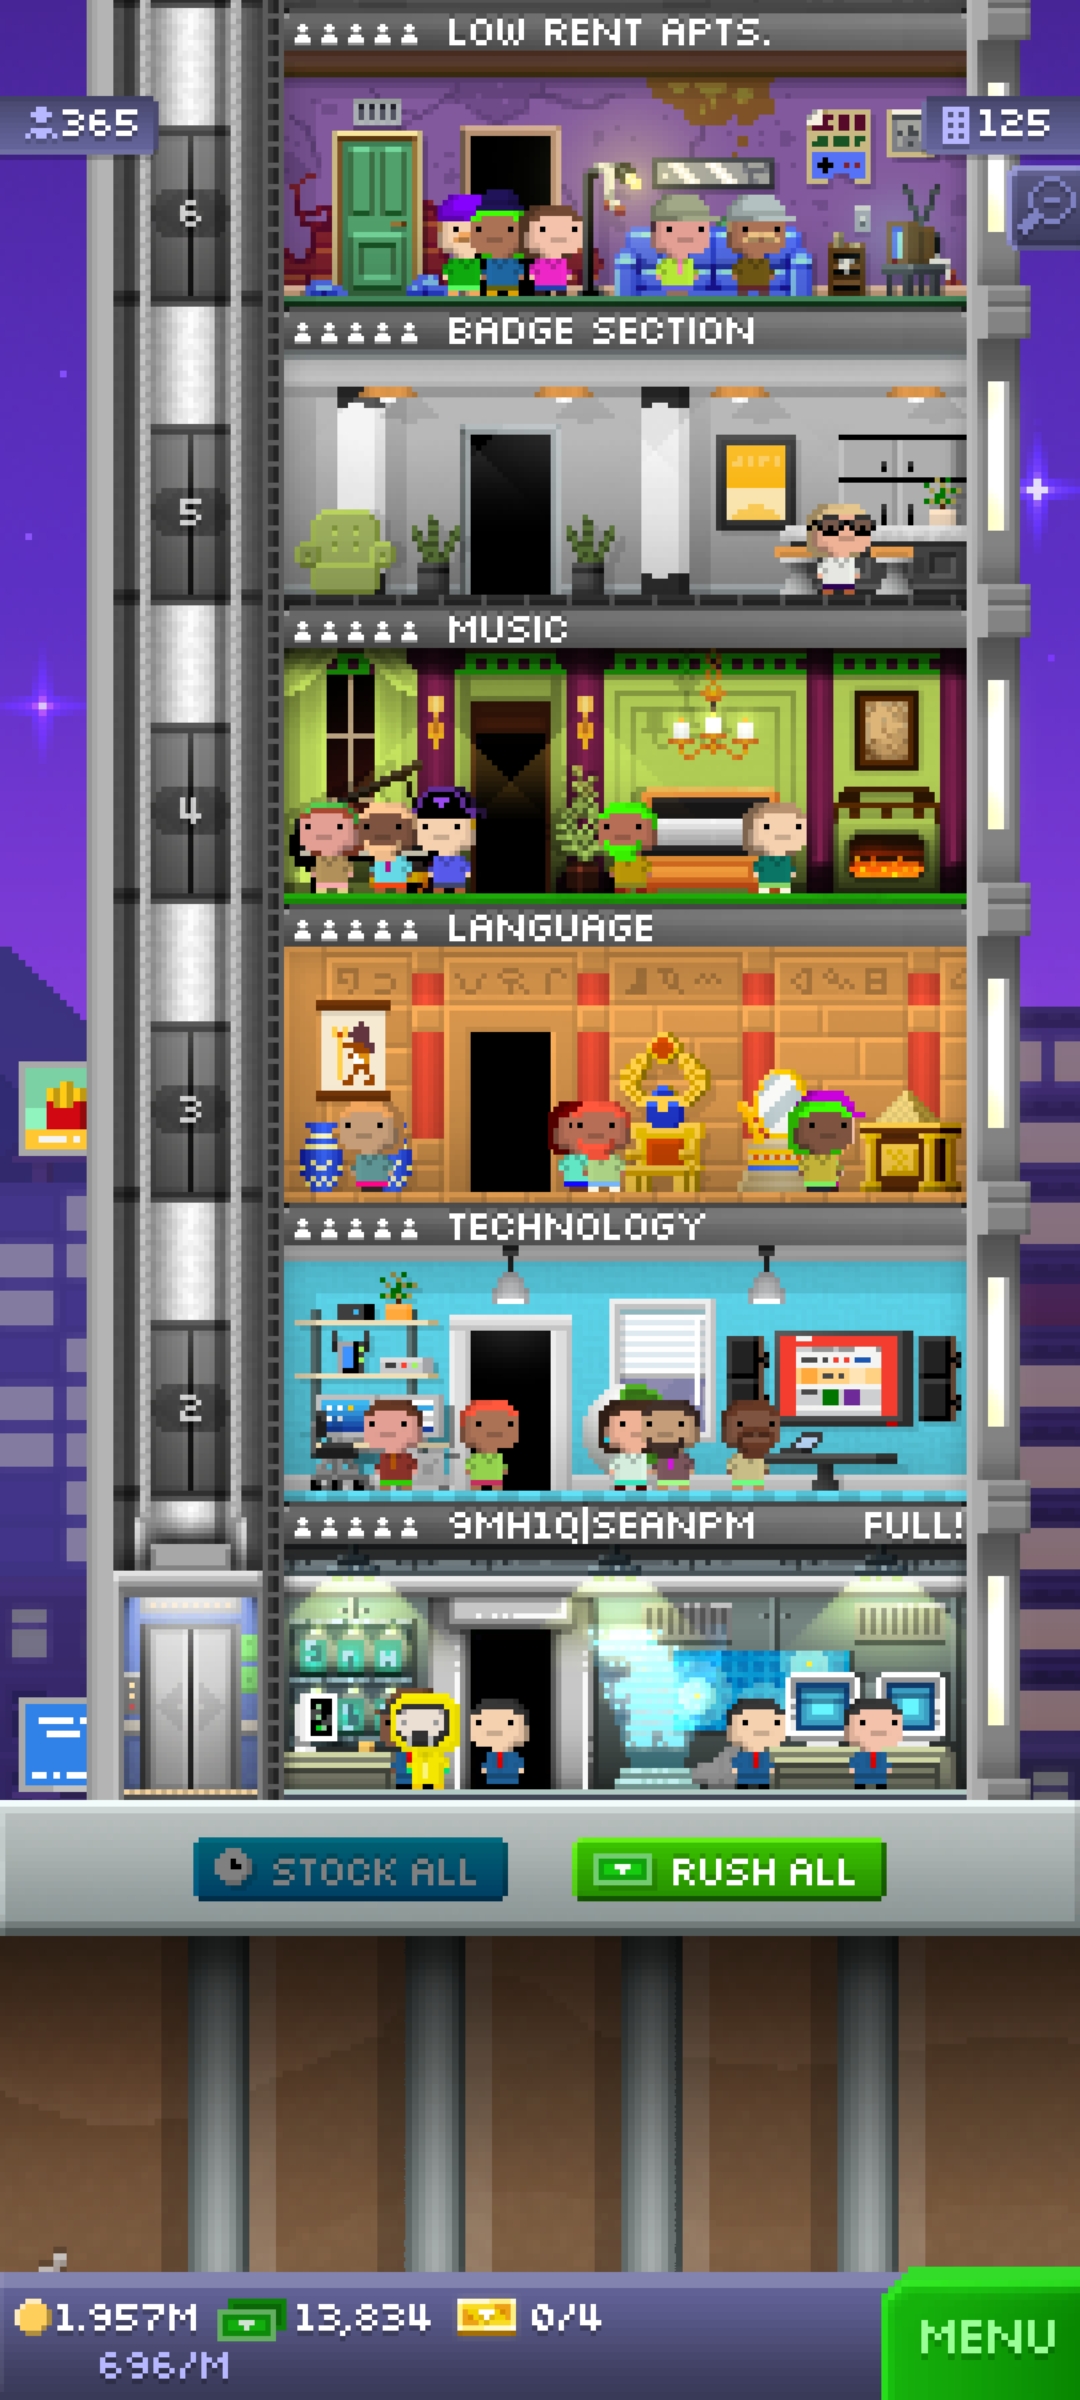 LOW RENT APTS.
365
125
6
BADGE SECTION
5
MUSIC
4
LANGUAGE
3
TECHNOLOGY
2
9MH1Q|SEANPM FULL!
STOCK ALL
RUSH ALL
1.957M 13,834 0/4
696/M
MENU